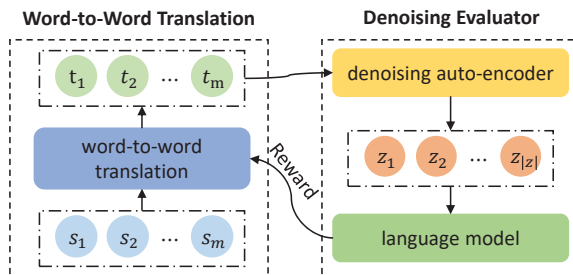 Word-to-Word Translation
t₁ t₂ ... tₘ
word-to-word
translation
s₁ s₂ ... sₘ
Reward
Denoising Evaluator
denoising auto-encoder
z₁ z₂ ... z|z|
language model